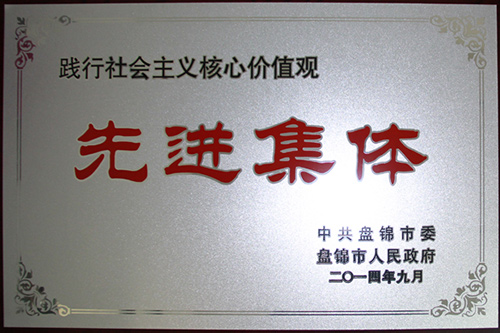 践行社会主义核心价值观
先进集体
中共盘锦市委
盘锦市人民政府
二〇一四年九月